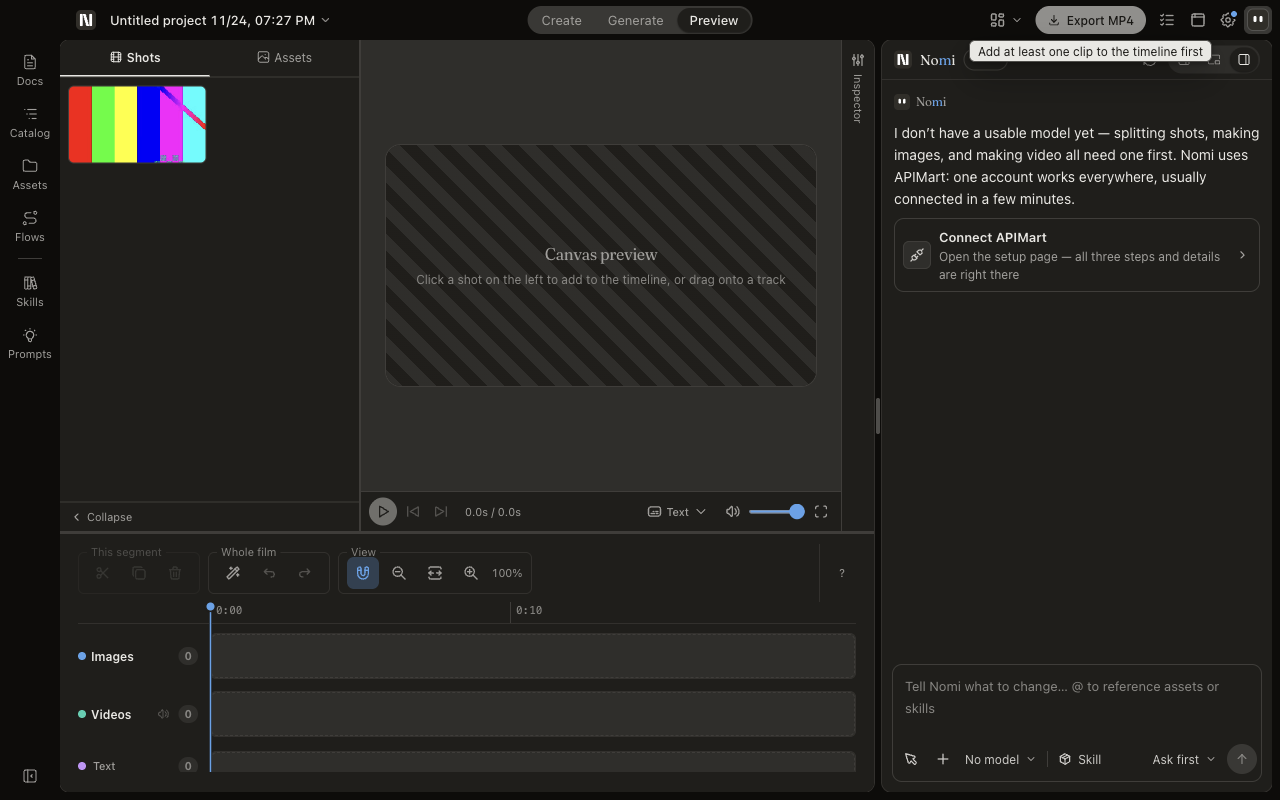 Untitled project 11/24, 07:27 PM
Create
Generate
Preview
Export MP4
Add at least one clip to the timeline first
Docs
Catalog
Assets
Flows
Skills
Prompts
Shots
Assets
Collapse
Canvas preview
Click a shot on the left to add to the timeline, or drag onto a track
0.0s / 0.0s
Text
Inspector
Nomi
Nomi
I don't have a usable model yet — splitting shots, making
images, and making video all need one first. Nomi uses
APIMart: one account works everywhere, usually
connected in a few minutes.
Connect APIMart
Open the setup page — all three steps and details
are right there
This segment
Whole film
View
100%
?
0:00
0:10
Images
0
Videos
0
Text
0
Tell Nomi what to change... @ to reference assets or
skills
No model
Skill
Ask first